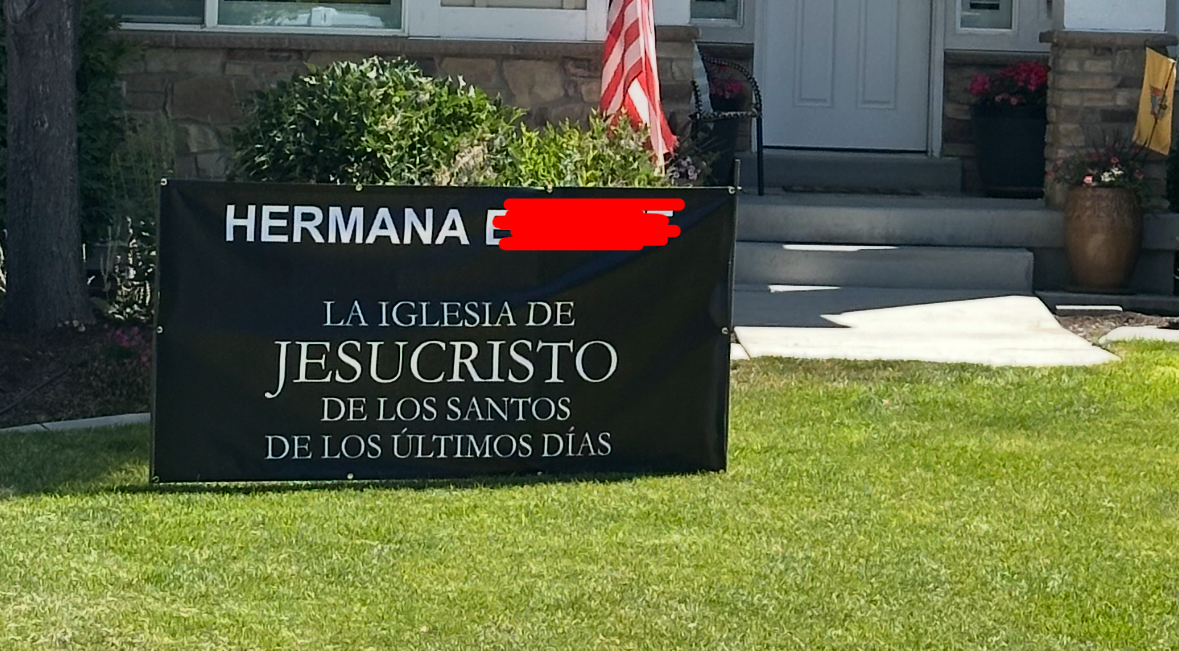 HERMANA
LA IGLESIA DE
JESUCRISTO
DE LOS SANTOS
DE LOS ÚLTIMOS DÍAS